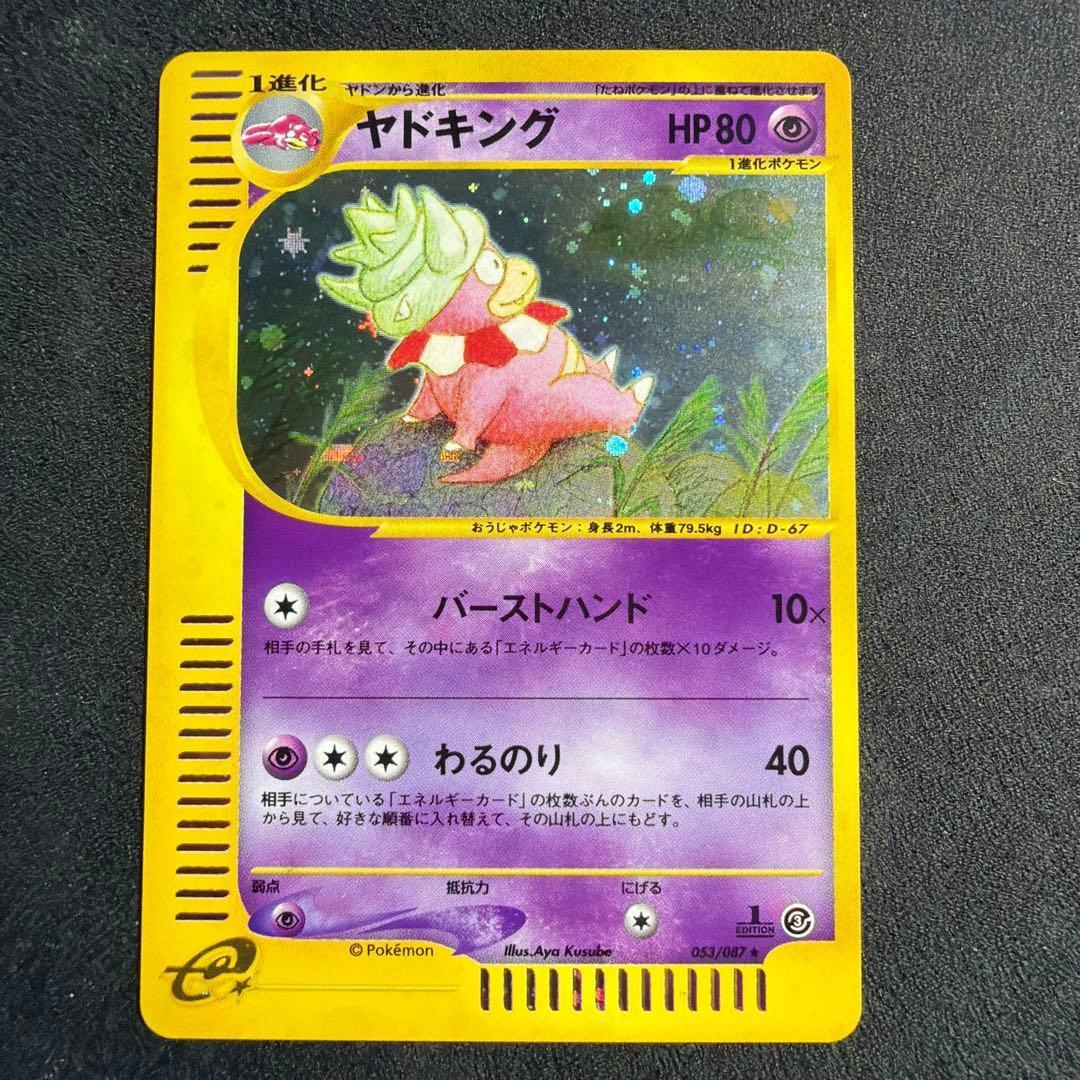 1進化 ヤドンから進化 「たねポケモン」の上に重ねて進化させます
ヤドキング HP80
1進化ポケモン
おうじゃポケモン：身長2m、体重79.5kg ID：D-67
バーストハンド 10×
相手の手札を見て、その中にある「エネルギーカード」の枚数×10ダメージ。
わるのり 40
相手についている「エネルギーカード」の枚数ぶんのカードを、相手の山札の上
から見て、好きな順番に入れ替えて、その山札の上にもどす。
弱点 抵抗力 にげる
1 EDITION 3
© Pokémon Illus.Aya Kusube 053/087 ★
e